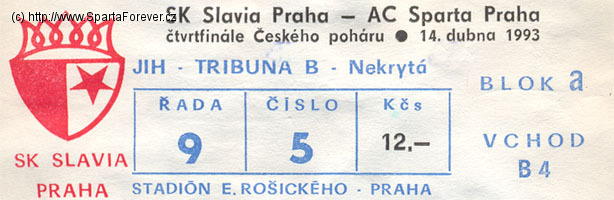 (c) http://www.SpartaForever.cz
SK Slavia Praha – AC Sparta Praha
čtvrtfinále Českého poháru ● 14. dubna 1993
JIH - TRIBUNA B - Nekrytá
BLOK a
ŘADA ČÍSLO Kčs
9 5 12,–
VCHOD
B4
SK SLAVIA
PRAHA
STADIÓN E. ROŠICKÉHO - PRAHA